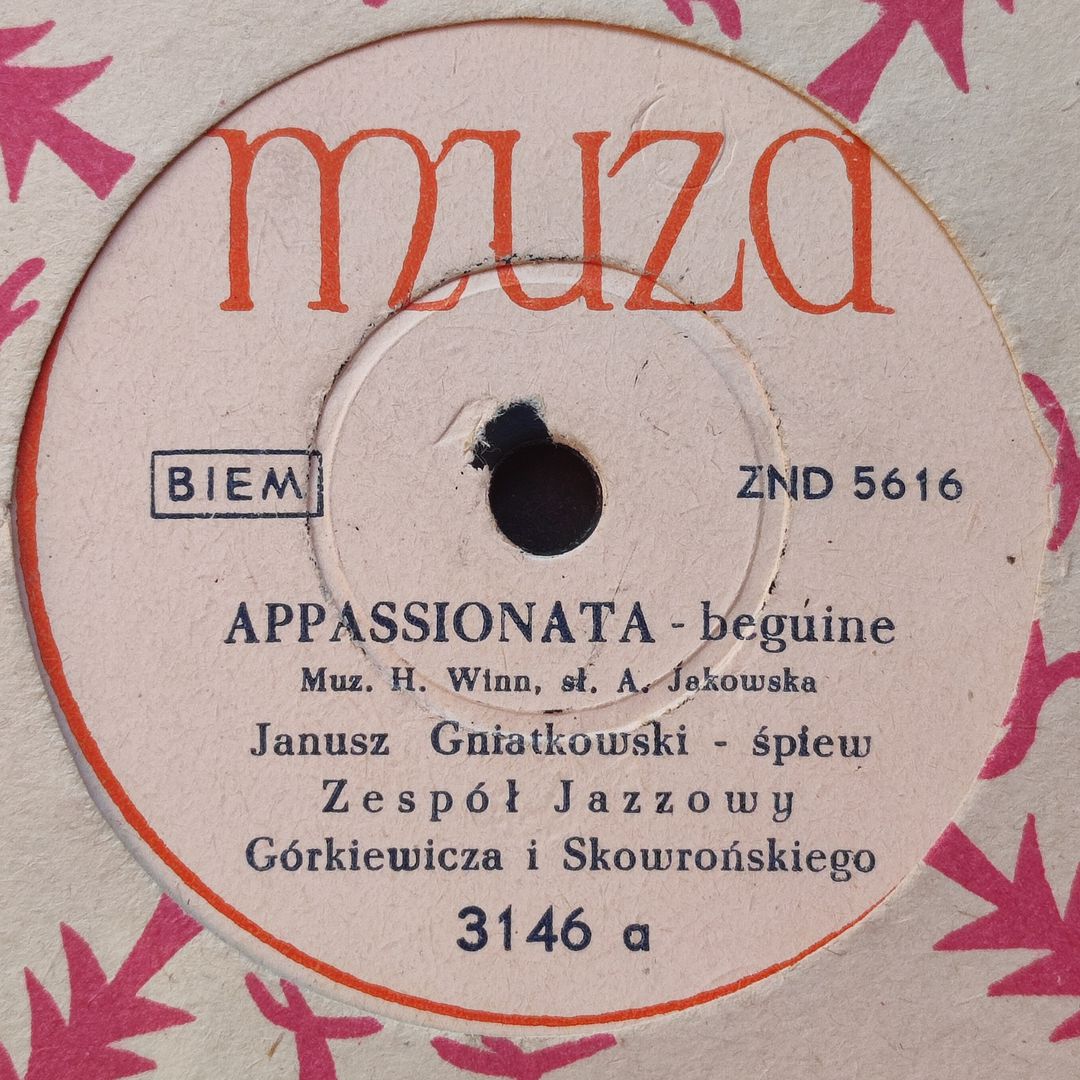 muza
BIEM
ZND 5616
APPASSIONATA - beguine
Muz. H. Winn, sł. A. Jakowska
Janusz Gniatkowski - śpiew
Zespół Jazzowy
Górkiewicza i Skowrońskiego
3146 a